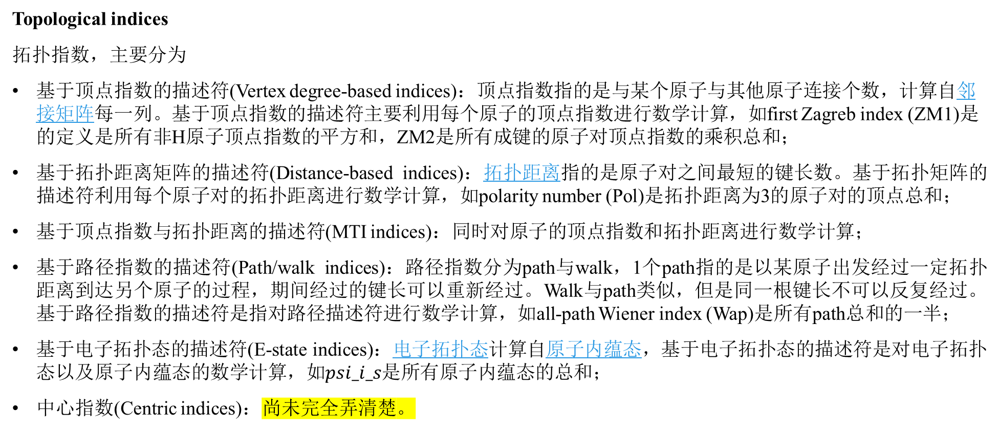 Topological indices
拓扑指数，主要分为
• 基于顶点指数的描述符(Vertex degree-based indices)：顶点指数指的是与某个原子与其他原子连接个数，计算自邻
接矩阵每一列。基于顶点指数的描述符主要利用每个原子的顶点指数进行数学计算，如first Zagreb index (ZM1)是
的定义是所有非H原子顶点指数的平方和，ZM2是所有成键的原子对顶点指数的乘积总和；
• 基于拓扑距离矩阵的描述符(Distance-based indices)：拓扑距离指的是原子对之间最短的键长数。基于拓扑矩阵的
描述符利用每个原子对的拓扑距离进行数学计算，如polarity number (Pol)是拓扑距离为3的原子对的顶点总和；
• 基于顶点指数与拓扑距离的描述符(MTI indices)：同时对原子的顶点指数和拓扑距离进行数学计算；
• 基于路径指数的描述符(Path/walk indices)：路径指数分为path与walk，1个path指的是以某原子出发经过一定拓扑
距离到达另个原子的过程，期间经过的键长可以重新经过。Walk与path类似，但是同一根键长不可以反复经过。
基于路径指数的描述符是指对路径描述符进行数学计算，如all-path Wiener index (Wap)是所有path总和的一半；
• 基于电子拓扑态的描述符(E-state indices)：电子拓扑态计算自原子内蕴态，基于电子拓扑态的描述符是对电子拓扑
态以及原子内蕴态的数学计算，如psi_i_s是所有原子内蕴态的总和；
• 中心指数(Centric indices)：尚未完全弄清楚。